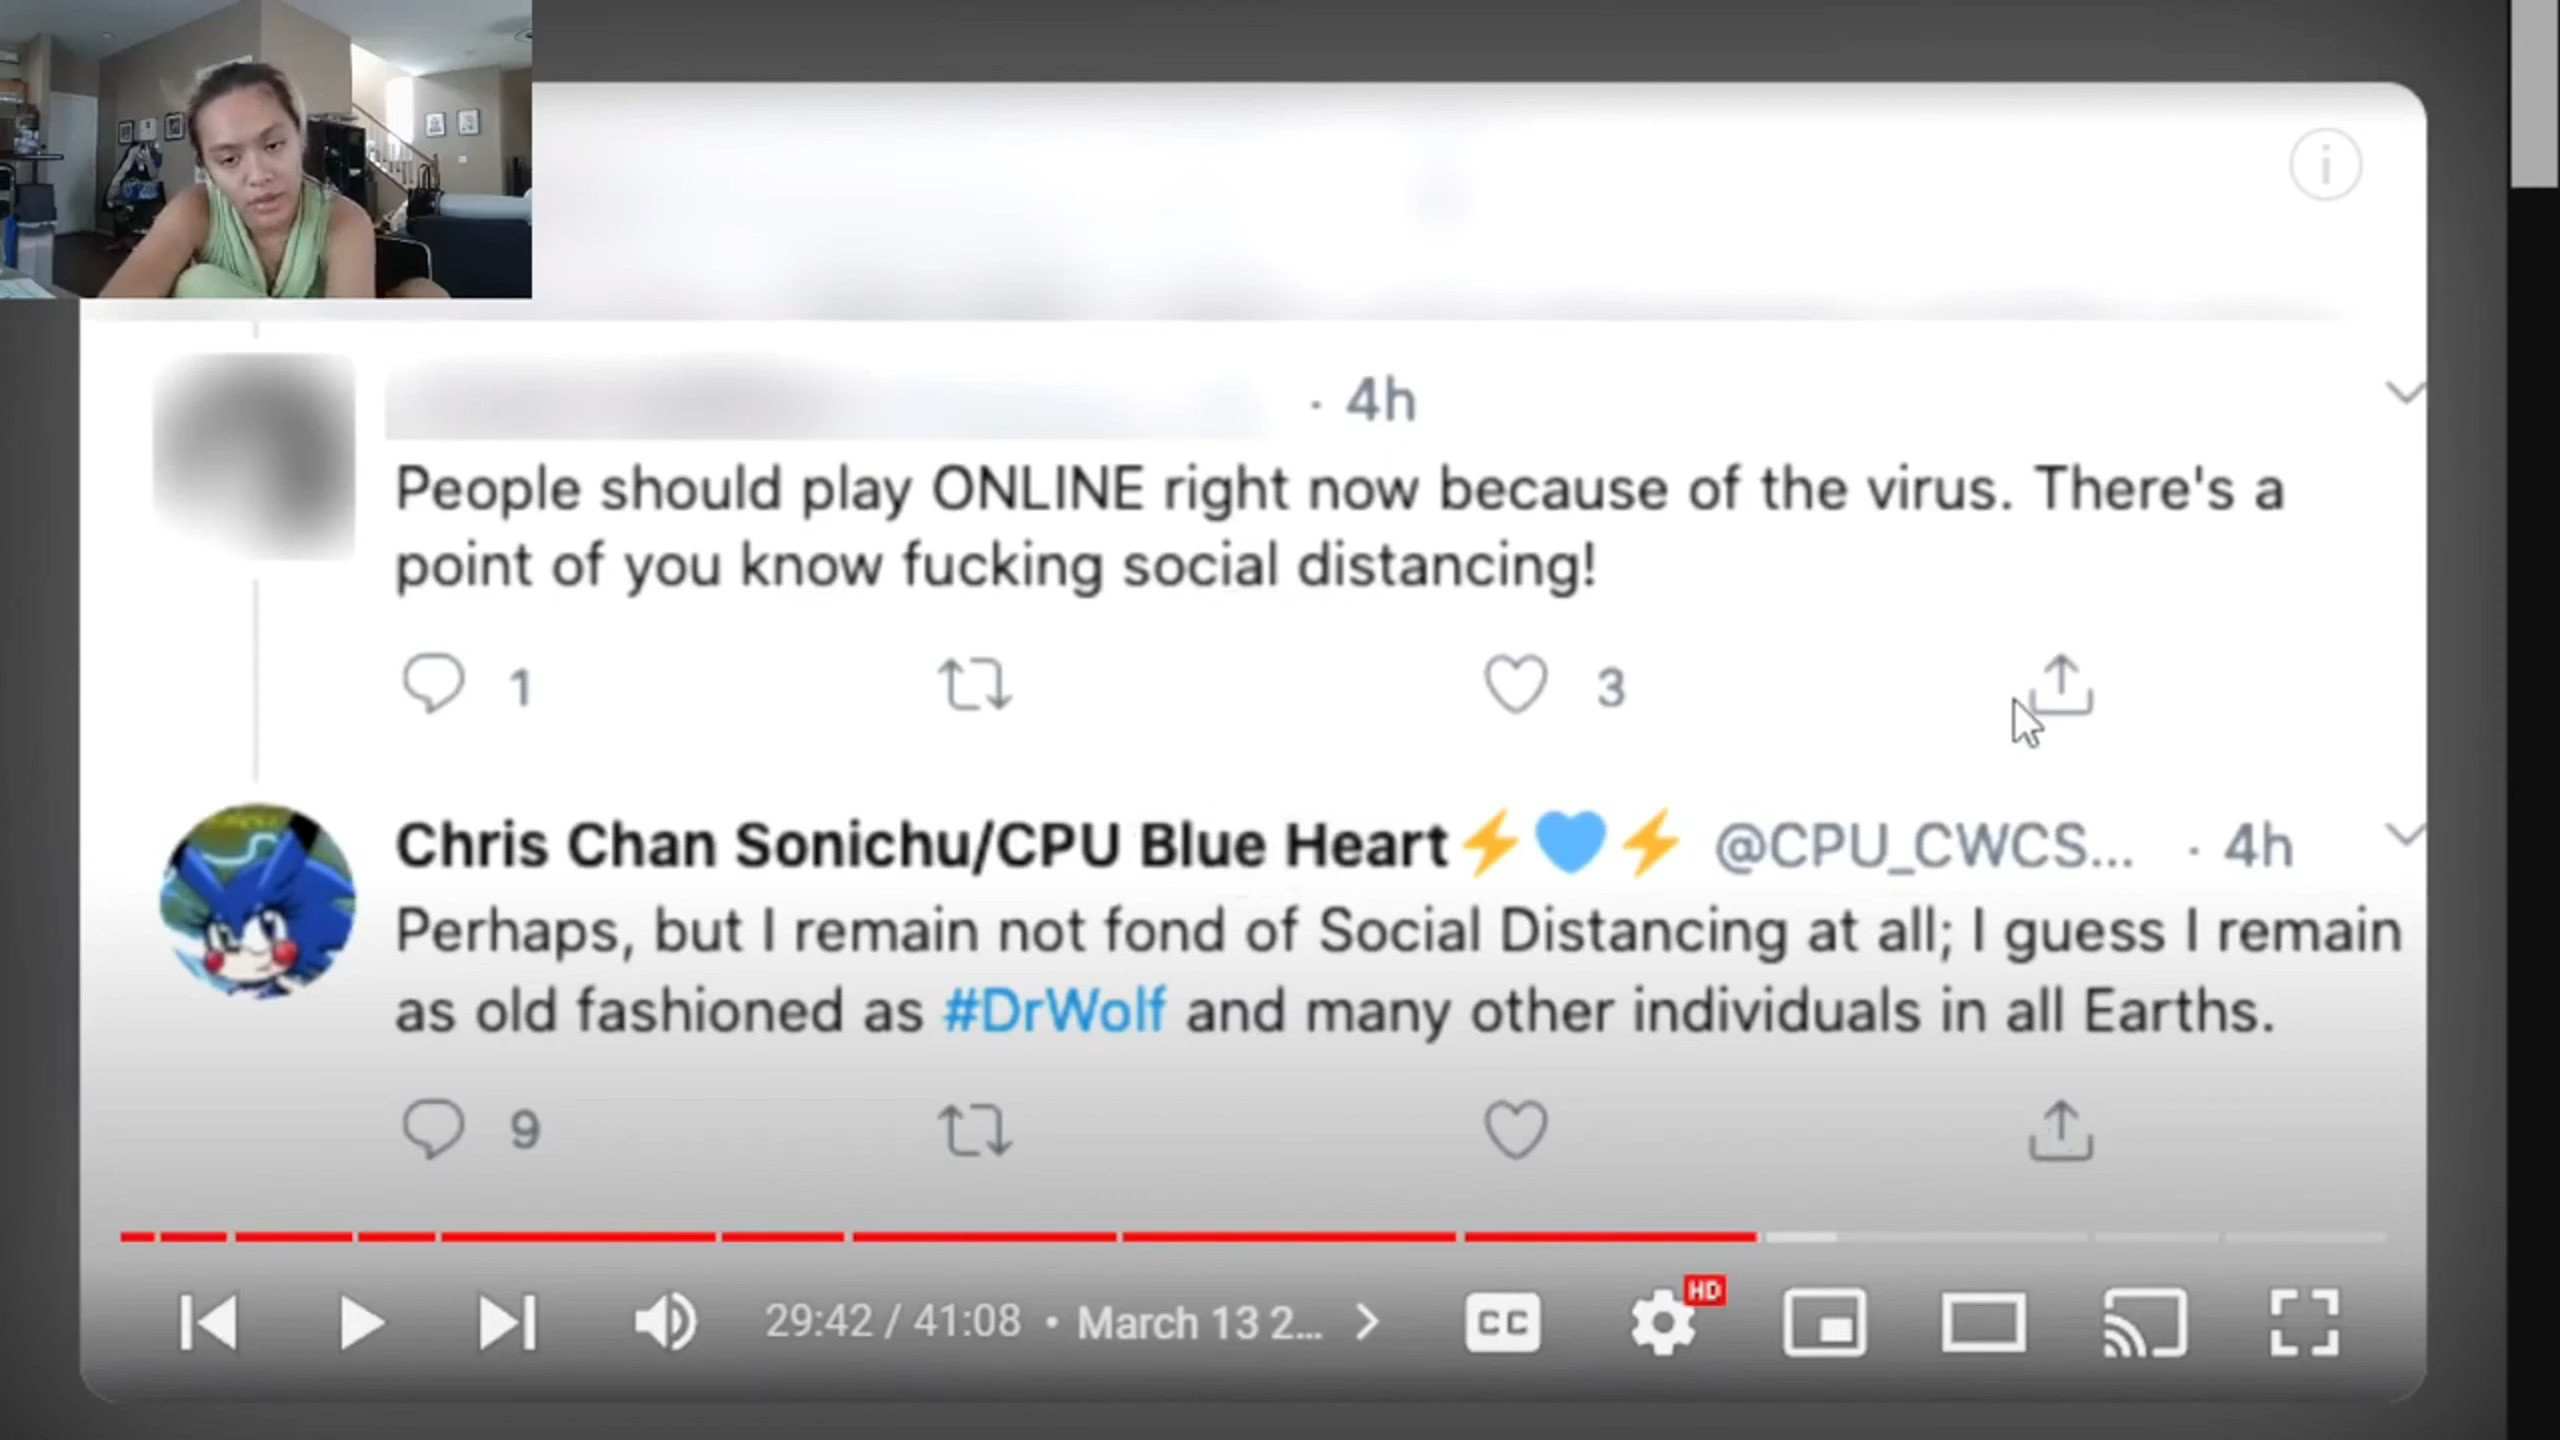 · 4h
People should play ONLINE right now because of the virus. There's a
point of you know fucking social distancing!
1 3
Chris Chan Sonichu/CPU Blue Heart⚡💙⚡ @CPU_CWCS... · 4h
Perhaps, but I remain not fond of Social Distancing at all; I guess I remain
as old fashioned as #DrWolf and many other individuals in all Earths.
9
29:42 / 41:08 • March 13 2... CC HD